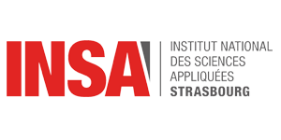 INSA
INSTITUT NATIONAL
DES SCIENCES
APPLIQUÉES
STRASBOURG